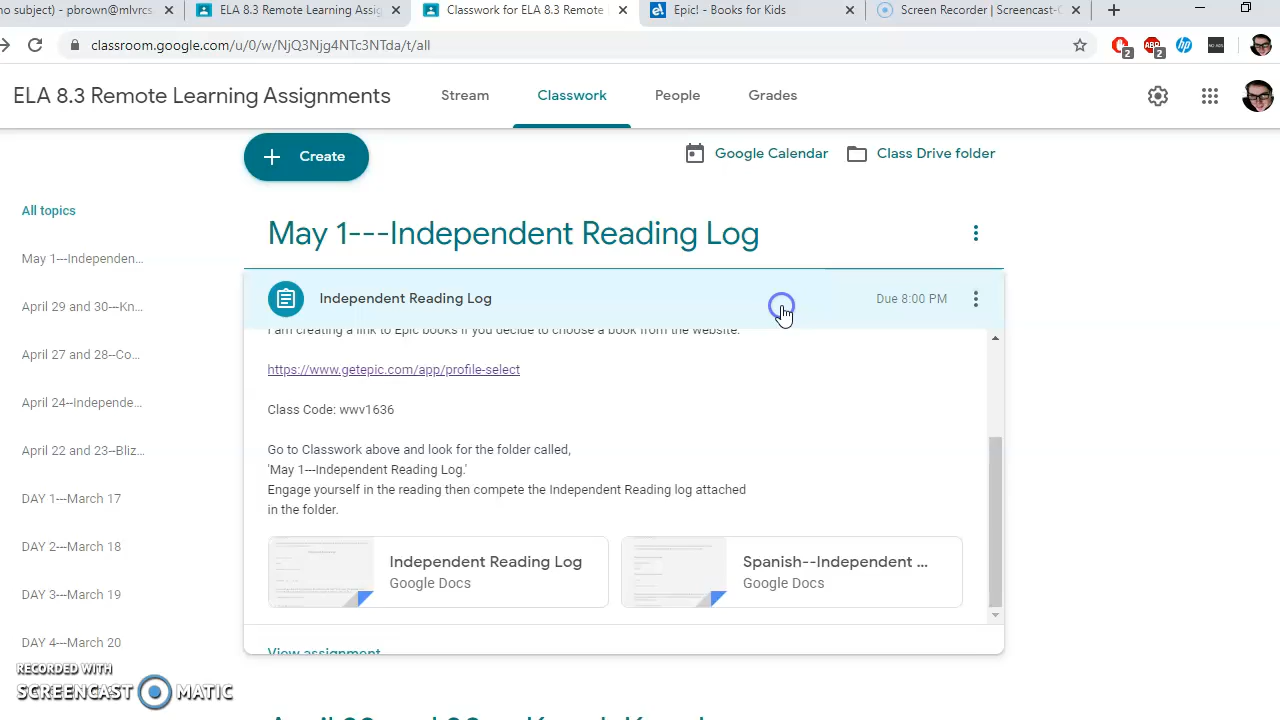 no subject) - pbrown@mlvrcs.
ELA 8.3 Remote Learning Assig
Classwork for ELA 8.3 Remote
Epic! - Books for Kids
Screen Recorder | Screencast-
classroom.google.com/u/0/w/NjQ3Njg4NTc3NTda/t/all
2
2
ELA 8.3 Remote Learning Assignments
Stream
Classwork
People
Grades
Create
Google Calendar
Class Drive folder
All topics
May 1---Independen...
April 29 and 30--Kn...
April 27 and 28--Co...
April 24--Independe...
April 22 and 23--Bliz...
DAY 1---March 17
DAY 2---March 18
DAY 3---March 19
DAY 4---March 20
May 1---Independent Reading Log
Independent Reading Log
Due 8:00 PM
I am creating a link to Epic books if you decide to choose a book from the website.
https://www.getepic.com/app/profile-select
Class Code: wwv1636
Go to Classwork above and look for the folder called,
'May 1---Independent Reading Log.'
Engage yourself in the reading then compete the Independent Reading log attached
in the folder.
Independent Reading Log
Google Docs
Spanish--Independent ...
Google Docs
View assignment
RECORDED WITH
SCREENCAST MATIC